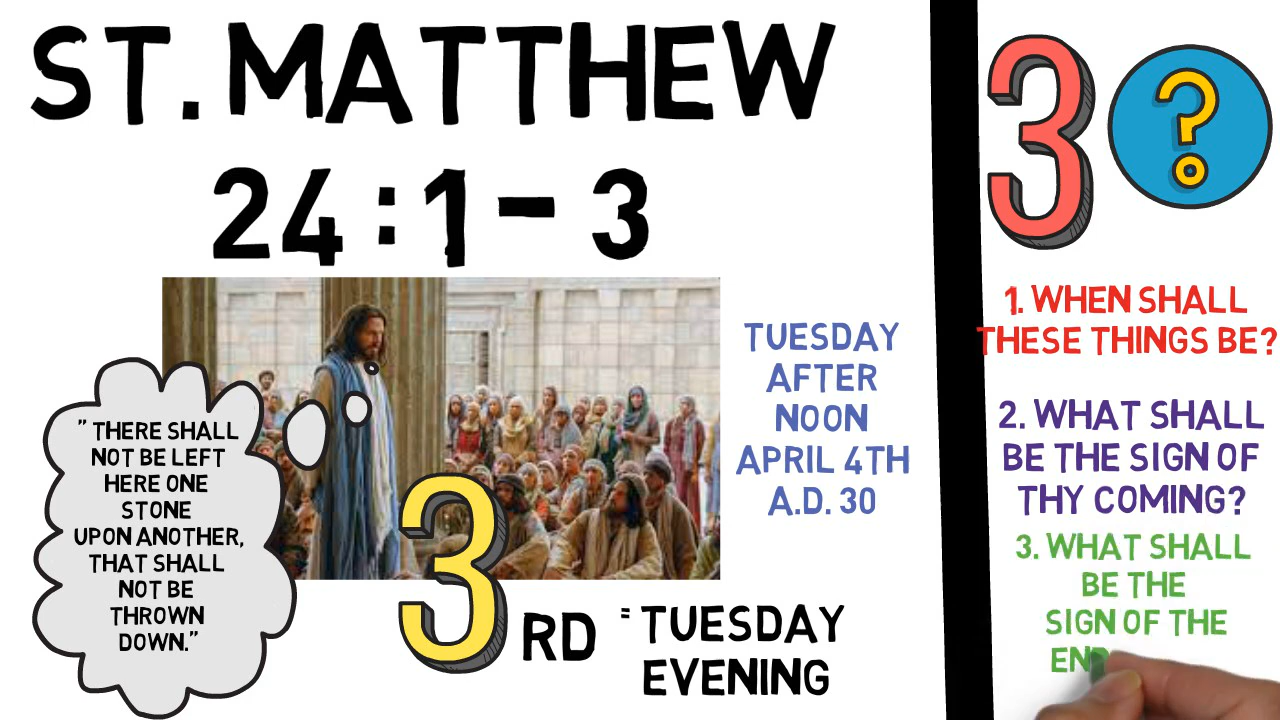 ST. MATTHEW
24:1-3
" THERE SHALL
NOT BE LEFT
HERE ONE
STONE
UPON ANOTHER,
THAT SHALL
NOT BE
THROWN
DOWN."
TUESDAY
AFTER
NOON
APRIL 4TH
A.D. 30
3RD = TUESDAY
EVENING
3 ?
1. WHEN SHALL
THESE THINGS BE?
2. WHAT SHALL
BE THE SIGN OF
THY COMING?
3. WHAT SHALL
BE THE
SIGN OF THE